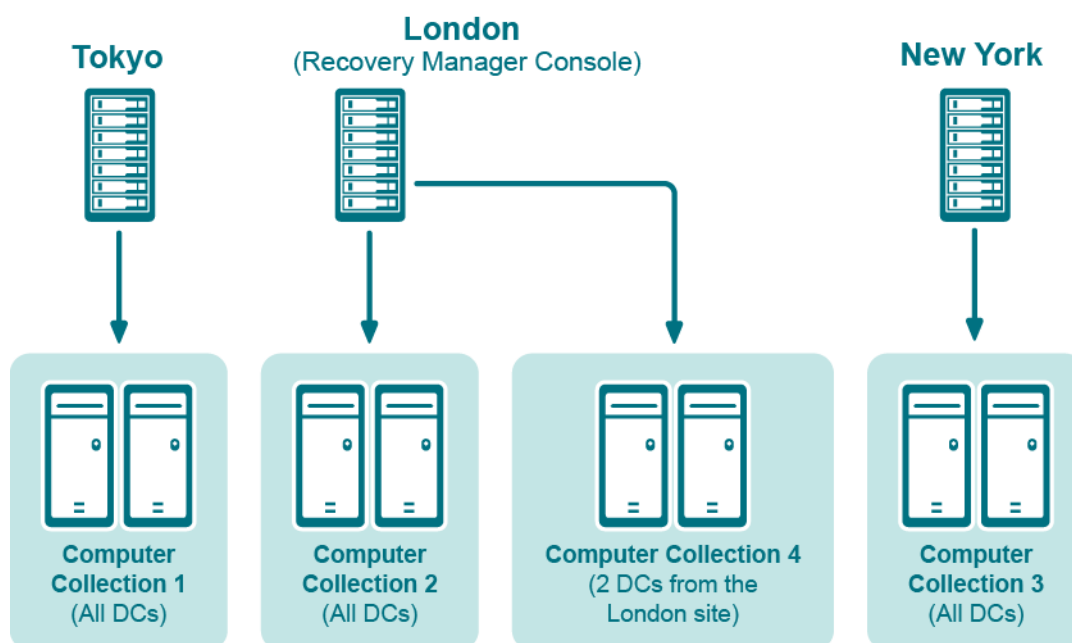 Tokyo
London
(Recovery Manager Console)
New York
Computer
Collection 1
(All DCs)
Computer
Collection 2
(All DCs)
Computer Collection 4
(2 DCs from the
London site)
Computer
Collection 3
(All DCs)